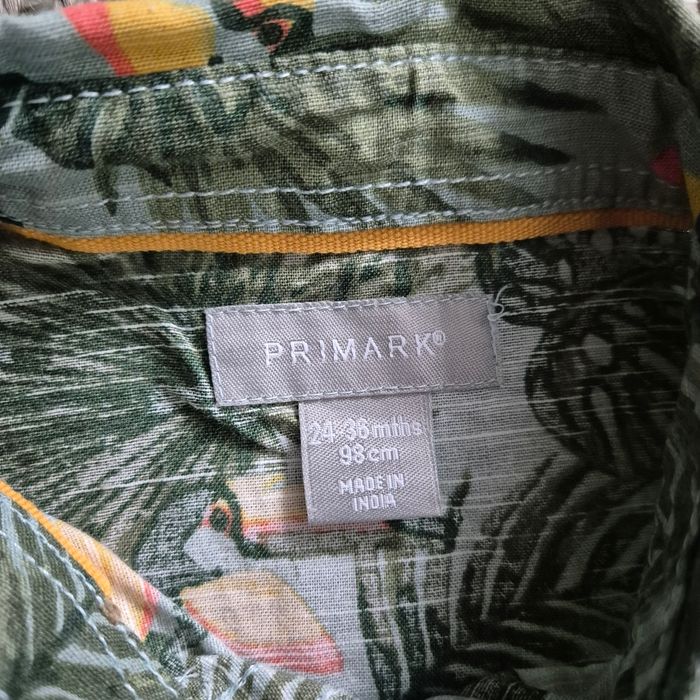 PRIMARK®
24-36mths
98cm
MADE IN
INDIA